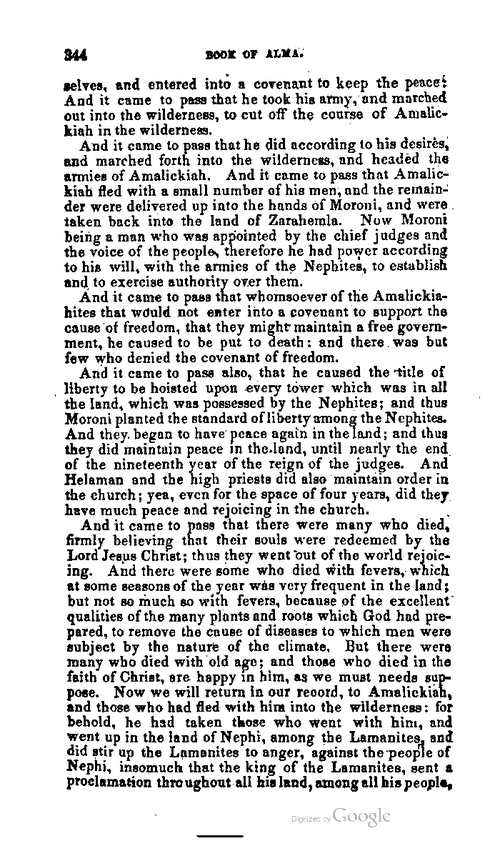 344 BOOK OF ALMA.
selves, and entered into a covenant to keep the peace:
And it came to pass that he took his army, and marched
out into the wilderness, to cut off the course of Amalic-
kiah in the wilderness.
And it came to pass that he did according to his desires,
and marched forth into the wilderness, and headed the
armies of Amalickiah. And it came to pass that Amalic-
kiah fled with a small number of his men, and the remain-
der were delivered up into the hands of Moroni, and were
taken back into the land of Zarahemla. Now Moroni
being a man who was appointed by the chief judges and
the voice of the people, therefore he had power according
to his will, with the armies of the Nephites, to establish
and to exercise authority over them.
And it came to pass that whomsoever of the Amalickia-
hites that would not enter into a covenant to support the
cause of freedom, that they might maintain a free govern-
ment, he caused to be put to death: and there was but
few who denied the covenant of freedom.
And it came to pass also, that he caused the title of
liberty to be hoisted upon every tower which was in all
the land, which was possessed by the Nephites; and thus
Moroni planted the standard of liberty among the Nephites.
And they began to have peace again in the land; and thus
they did maintain peace in the land, until nearly the end
of the nineteenth year of the reign of the judges. And
Helaman and the high priests did also maintain order in
the church; yea, even for the space of four years, did they
have much peace and rejoicing in the church.
And it came to pass that there were many who died,
firmly believing that their souls were redeemed by the
Lord Jesus Christ; thus they went out of the world rejoic-
ing. And there were some who died with fevers, which
at some seasons of the year was very frequent in the land;
but not so much so with fevers, because of the excellent
qualities of the many plants and roots which God had pre-
pared, to remove the cause of diseases to which men were
subject by the nature of the climate. But there were
many who died with old age; and those who died in the
faith of Christ, are happy in him, as we must needs sup-
pose. Now we will return in our record, to Amalickiah,
and those who had fled with him into the wilderness: for
behold, he had taken those who went with him, and
went up in the land of Nephi, among the Lamanites, and
did stir up the Lamanites to anger, against the people of
Nephi, insomuch that the king of the Lamanites, sent a
proclamation throughout all his land, among all his people,
Digitized by Google